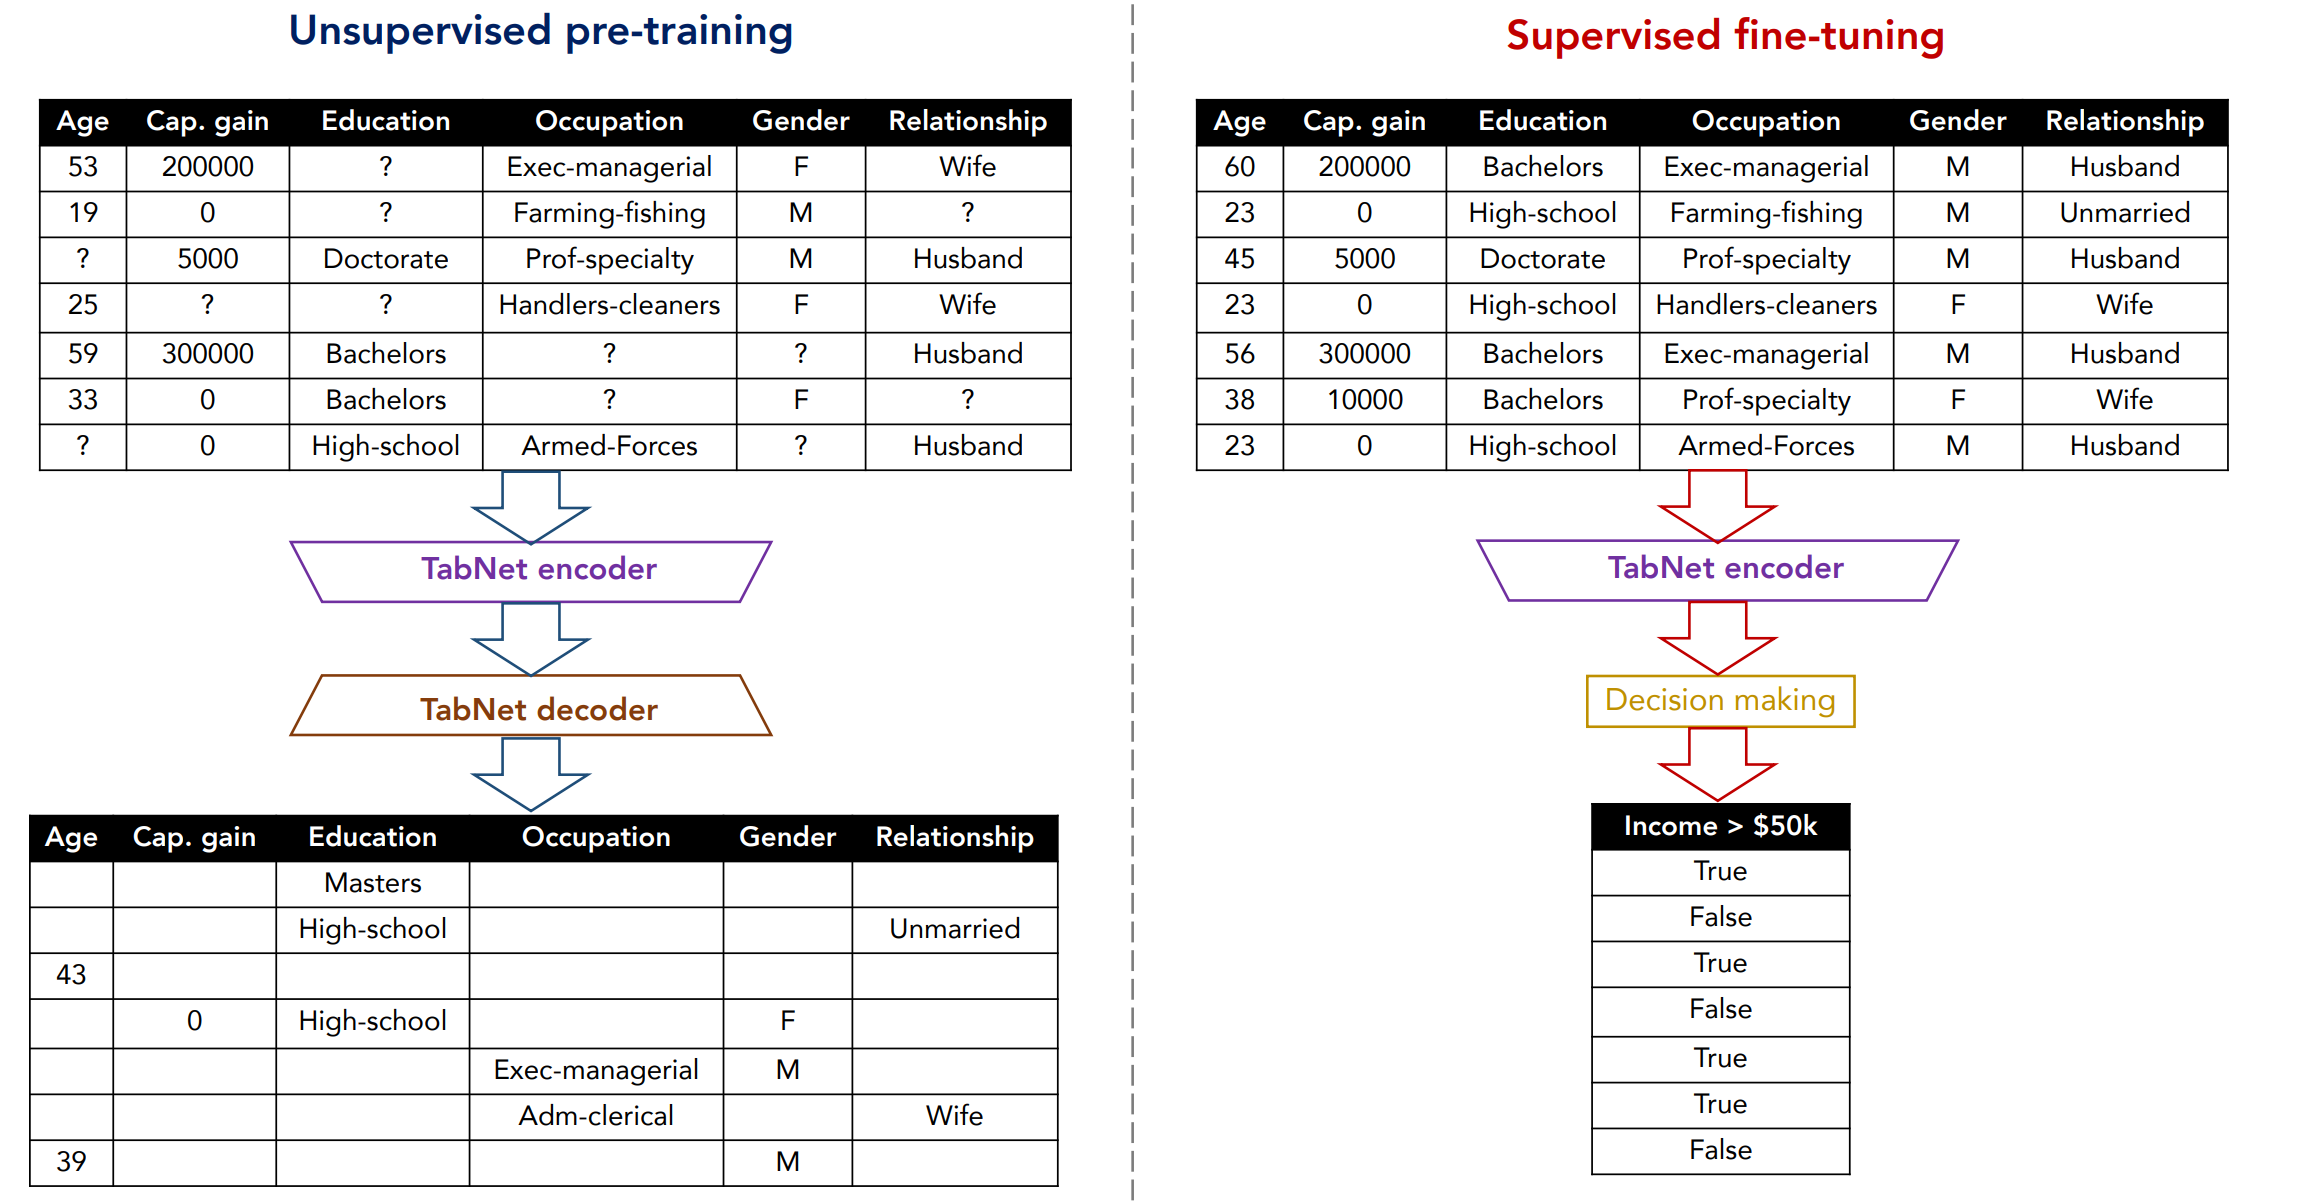 Unsupervised pre-training
Age Cap. gain Education Occupation Gender Relationship
53 200000 ? Exec-managerial F Wife
19 0 ? Farming-fishing M ?
? 5000 Doctorate Prof-specialty M Husband
25 ? ? Handlers-cleaners F Wife
59 300000 Bachelors ? ? Husband
33 0 Bachelors ? F ?
? 0 High-school Armed-Forces ? Husband
TabNet encoder
TabNet decoder
Age Cap. gain Education Occupation Gender Relationship
Masters
High-school Unmarried
43
0 High-school F
Exec-managerial M
Adm-clerical Wife
39 M
Supervised fine-tuning
Age Cap. gain Education Occupation Gender Relationship
60 200000 Bachelors Exec-managerial M Husband
23 0 High-school Farming-fishing M Unmarried
45 5000 Doctorate Prof-specialty M Husband
23 0 High-school Handlers-cleaners F Wife
56 300000 Bachelors Exec-managerial M Husband
38 10000 Bachelors Prof-specialty F Wife
23 0 High-school Armed-Forces M Husband
TabNet encoder
Decision making
Income > $50k
True
False
True
False
True
True
False